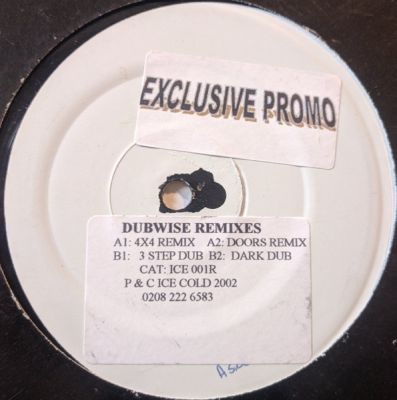 EXCLUSIVE PROMO
DUBWISE REMIXES
A1: 4X4 REMIX A2: DOORS REMIX
B1: 3 STEP DUB B2: DARK DUB
CAT: ICE 001R
P & C ICE COLD 2002
0208 222 6583